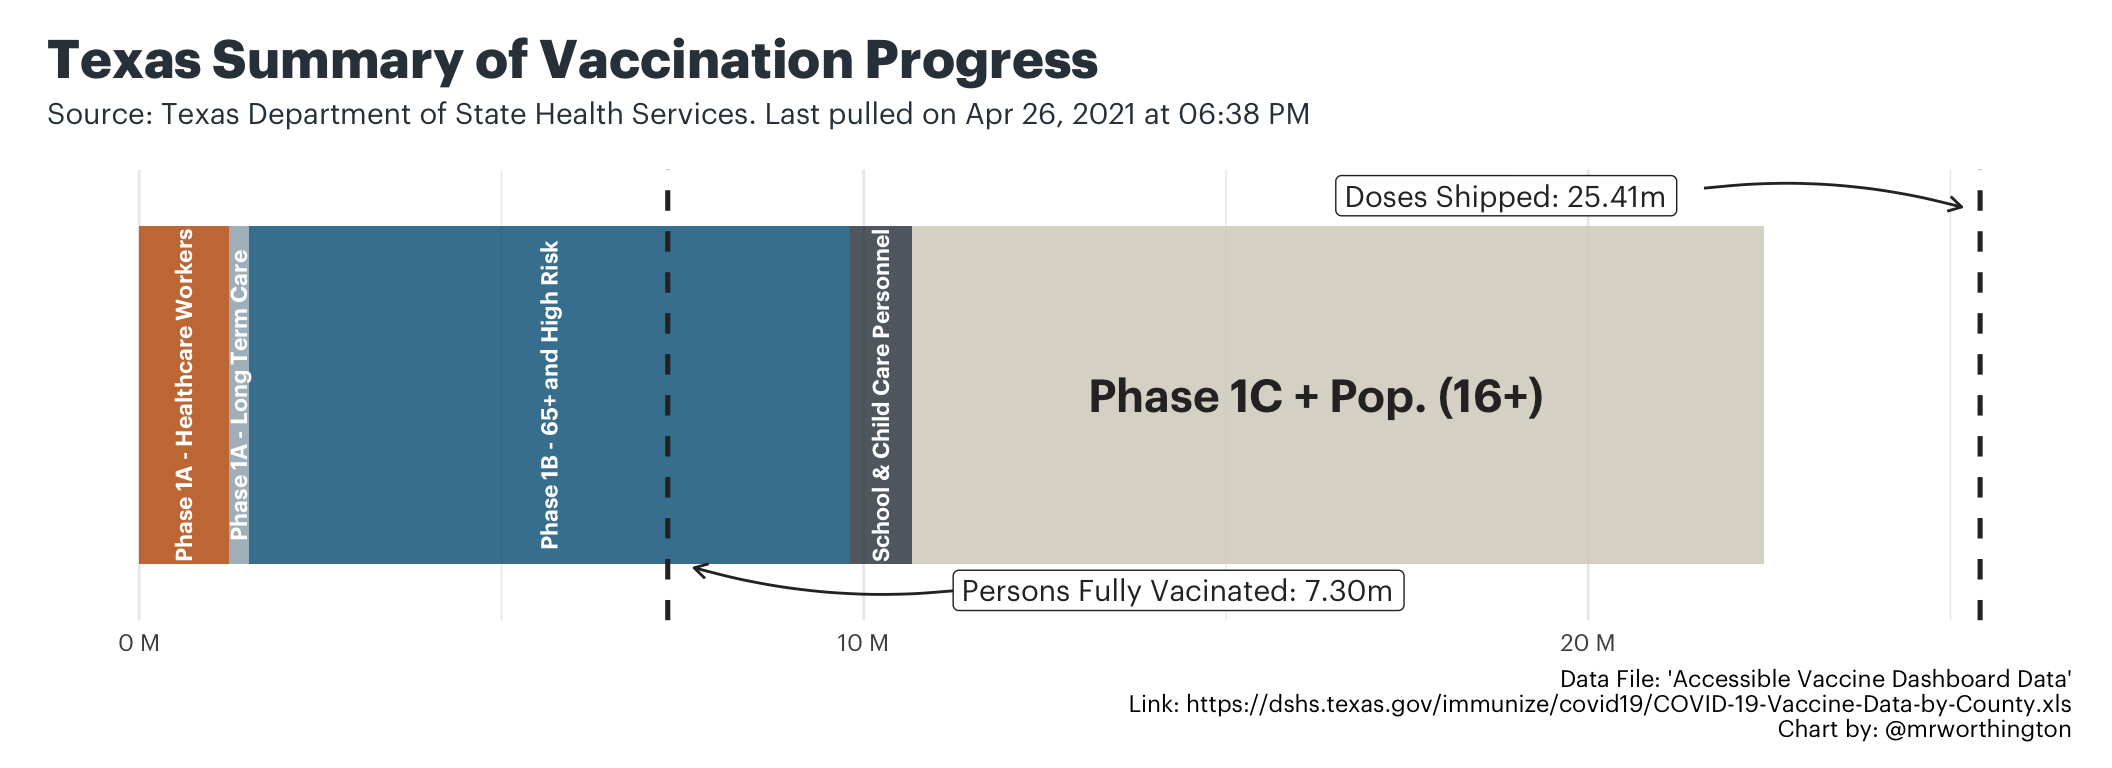 Texas Summary of Vaccination Progress
Source: Texas Department of State Health Services. Last pulled on Apr 26, 2021 at 06:38 PM
Doses Shipped: 25.41m
Phase 1A - Healthcare Workers
Phase 1A - Long Term Care
Phase 1B - 65+ and High Risk
School & Child Care Personnel
Phase 1C + Pop. (16+)
Persons Fully Vacinated: 7.30m
0 M
10 M
20 M
Data File: 'Accessible Vaccine Dashboard Data'
Link: https://dshs.texas.gov/immunize/covid19/COVID-19-Vaccine-Data-by-County.xls
Chart by: @mrworthington